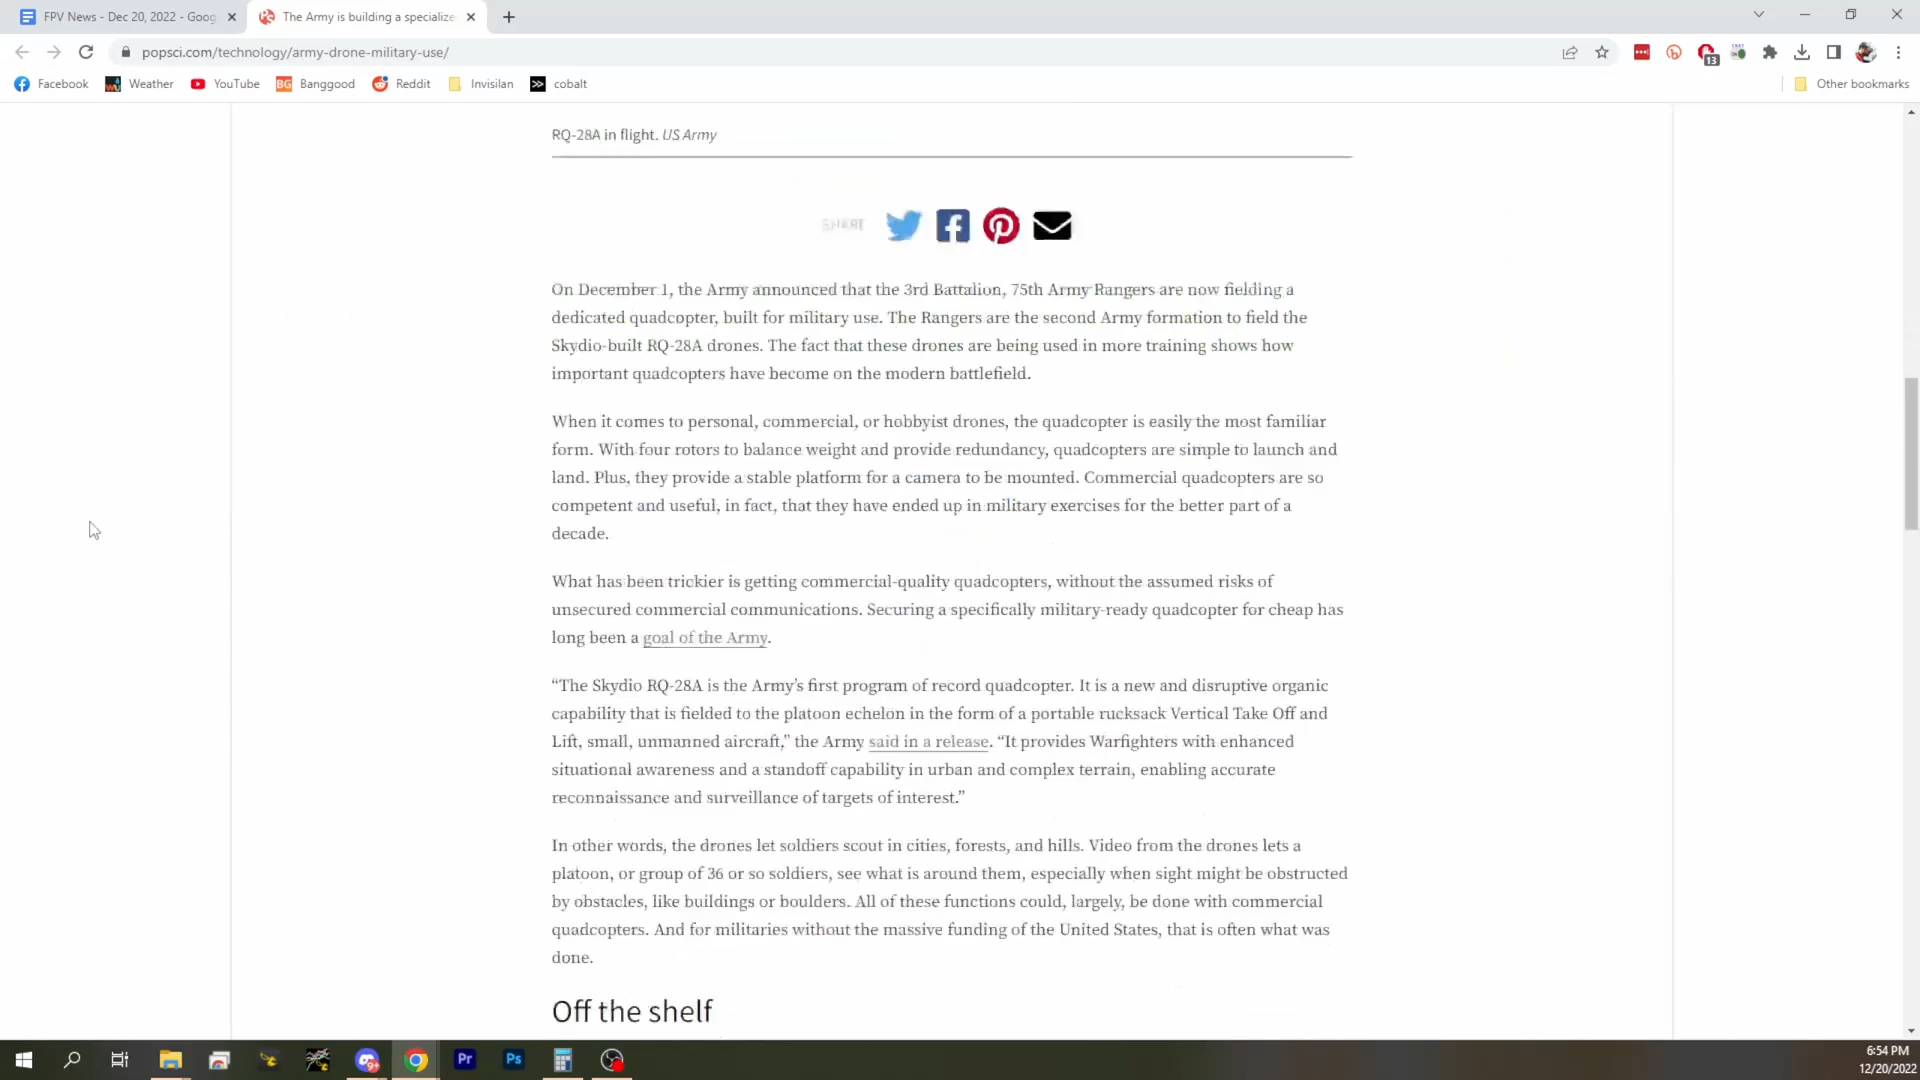 FPV News - Dec 20, 2022 - Goog
The Army is building a specialize
popsci.com/technology/army-drone-military-use/
13
Facebook
Weather
YouTube
BG
Banggood
Reddit
Invisilan
cobalt
Other bookmarks
RQ-28A in flight. US Army
SHARE
On December 1, the Army announced that the 3rd Battalion, 75th Army Rangers are now fielding a
dedicated quadcopter, built for military use. The Rangers are the second Army formation to field the
Skydio-built RQ-28A drones. The fact that these drones are being used in more training shows how
important quadcopters have become on the modern battlefield.
When it comes to personal, commercial, or hobbyist drones, the quadcopter is easily the most familiar
form. With four rotors to balance weight and provide redundancy, quadcopters are simple to launch and
land. Plus, they provide a stable platform for a camera to be mounted. Commercial quadcopters are so
competent and useful, in fact, that they have ended up in military exercises for the better part of a
decade.
What has been trickier is getting commercial-quality quadcopters, without the assumed risks of
unsecured commercial communications. Securing a specifically military-ready quadcopter for cheap has
long been a goal of the Army.
“The Skydio RQ-28A is the Army’s first program of record quadcopter. It is a new and disruptive organic
capability that is fielded to the platoon echelon in the form of a portable rucksack Vertical Take Off and
Lift, small, unmanned aircraft,” the Army said in a release. “It provides Warfighters with enhanced
situational awareness and a standoff capability in urban and complex terrain, enabling accurate
reconnaissance and surveillance of targets of interest.”
In other words, the drones let soldiers scout in cities, forests, and hills. Video from the drones lets a
platoon, or group of 36 or so soldiers, see what is around them, especially when sight might be obstructed
by obstacles, like buildings or boulders. All of these functions could, largely, be done with commercial
quadcopters. And for militaries without the massive funding of the United States, that is often what was
done.
Off the shelf
9+
Pr
Ps
6:54 PM
12/20/2022